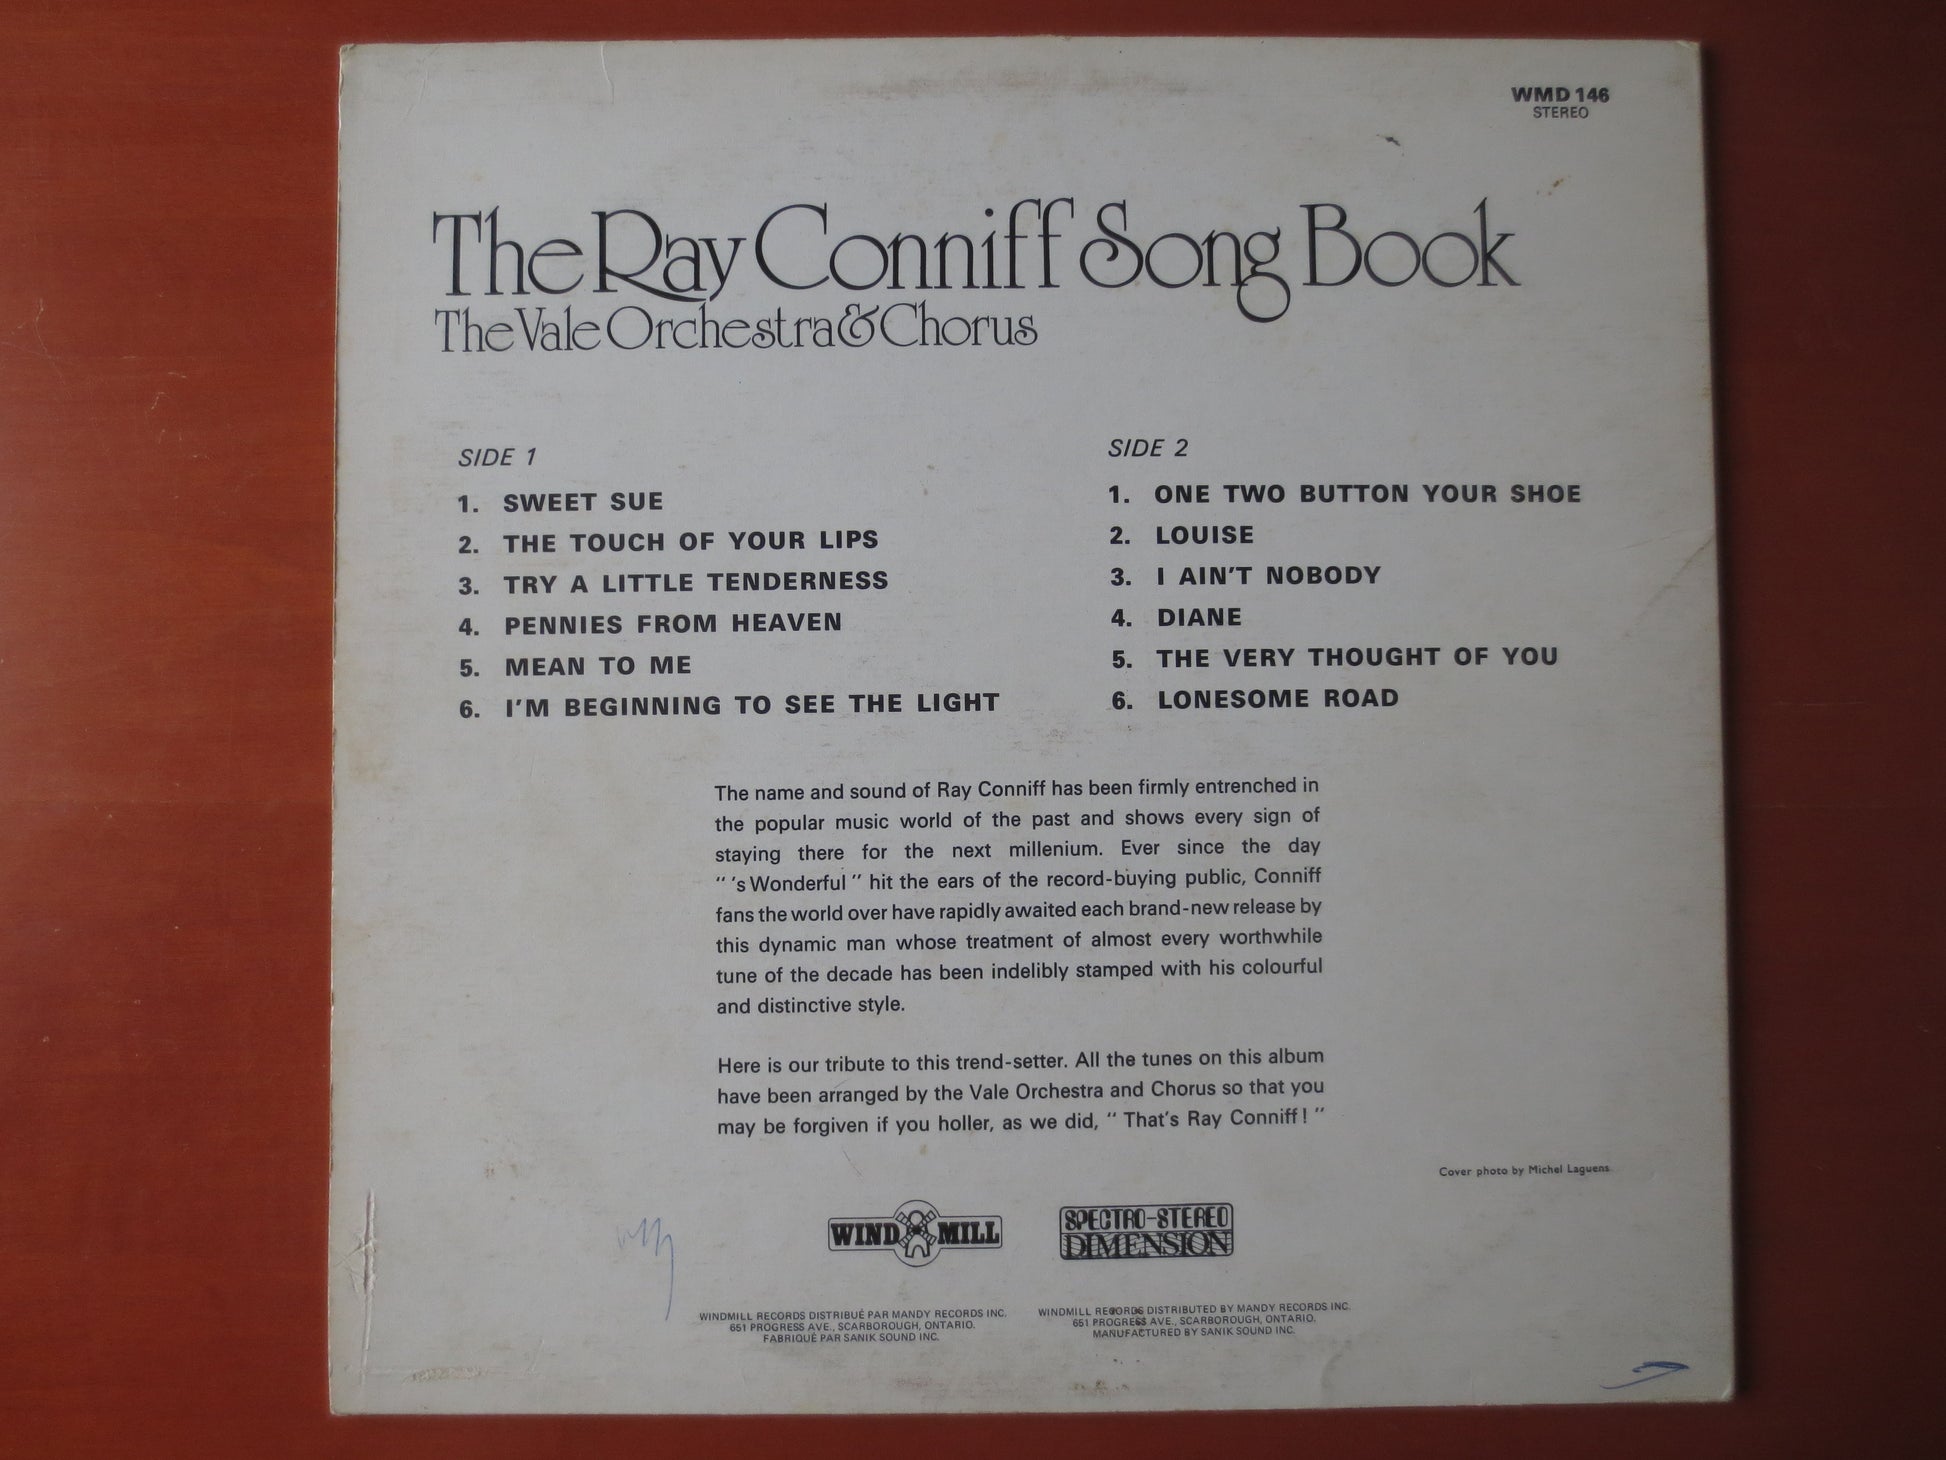 WMD 146
STEREO
The Ray Conniff Song Book
The Vale Orchestra & Chorus
SIDE 1
1. SWEET SUE
2. THE TOUCH OF YOUR LIPS
3. TRY A LITTLE TENDERNESS
4. PENNIES FROM HEAVEN
5. MEAN TO ME
6. I'M BEGINNING TO SEE THE LIGHT
SIDE 2
1. ONE TWO BUTTON YOUR SHOE
2. LOUISE
3. I AIN'T NOBODY
4. DIANE
5. THE VERY THOUGHT OF YOU
6. LONESOME ROAD
The name and sound of Ray Conniff has been firmly entrenched in
the popular music world of the past and shows every sign of
staying there for the next millenium. Ever since the day
" 's Wonderful " hit the ears of the record-buying public, Conniff
fans the world over have rapidly awaited each brand-new release by
this dynamic man whose treatment of almost every worthwhile
tune of the decade has been indelibly stamped with his colourful
and distinctive style.
Here is our tribute to this trend-setter. All the tunes on this album
have been arranged by the Vale Orchestra and Chorus so that you
may be forgiven if you holler, as we did, " That's Ray Conniff! "
Cover photo by Michel Laguens
WIND MILL
SPECTRO-STEREO
DIMENSION
WINDMILL RECORDS DISTRIBUÉ PAR MANDY RECORDS INC.
651 PROGRESS AVE., SCARBOROUGH, ONTARIO.
FABRIQUÉ PAR SANIK SOUND INC.
WINDMILL RECORDS DISTRIBUTED BY MANDY RECORDS INC.
651 PROGRESS AVE., SCARBOROUGH, ONTARIO.
MANUFACTURED BY SANIK SOUND INC.